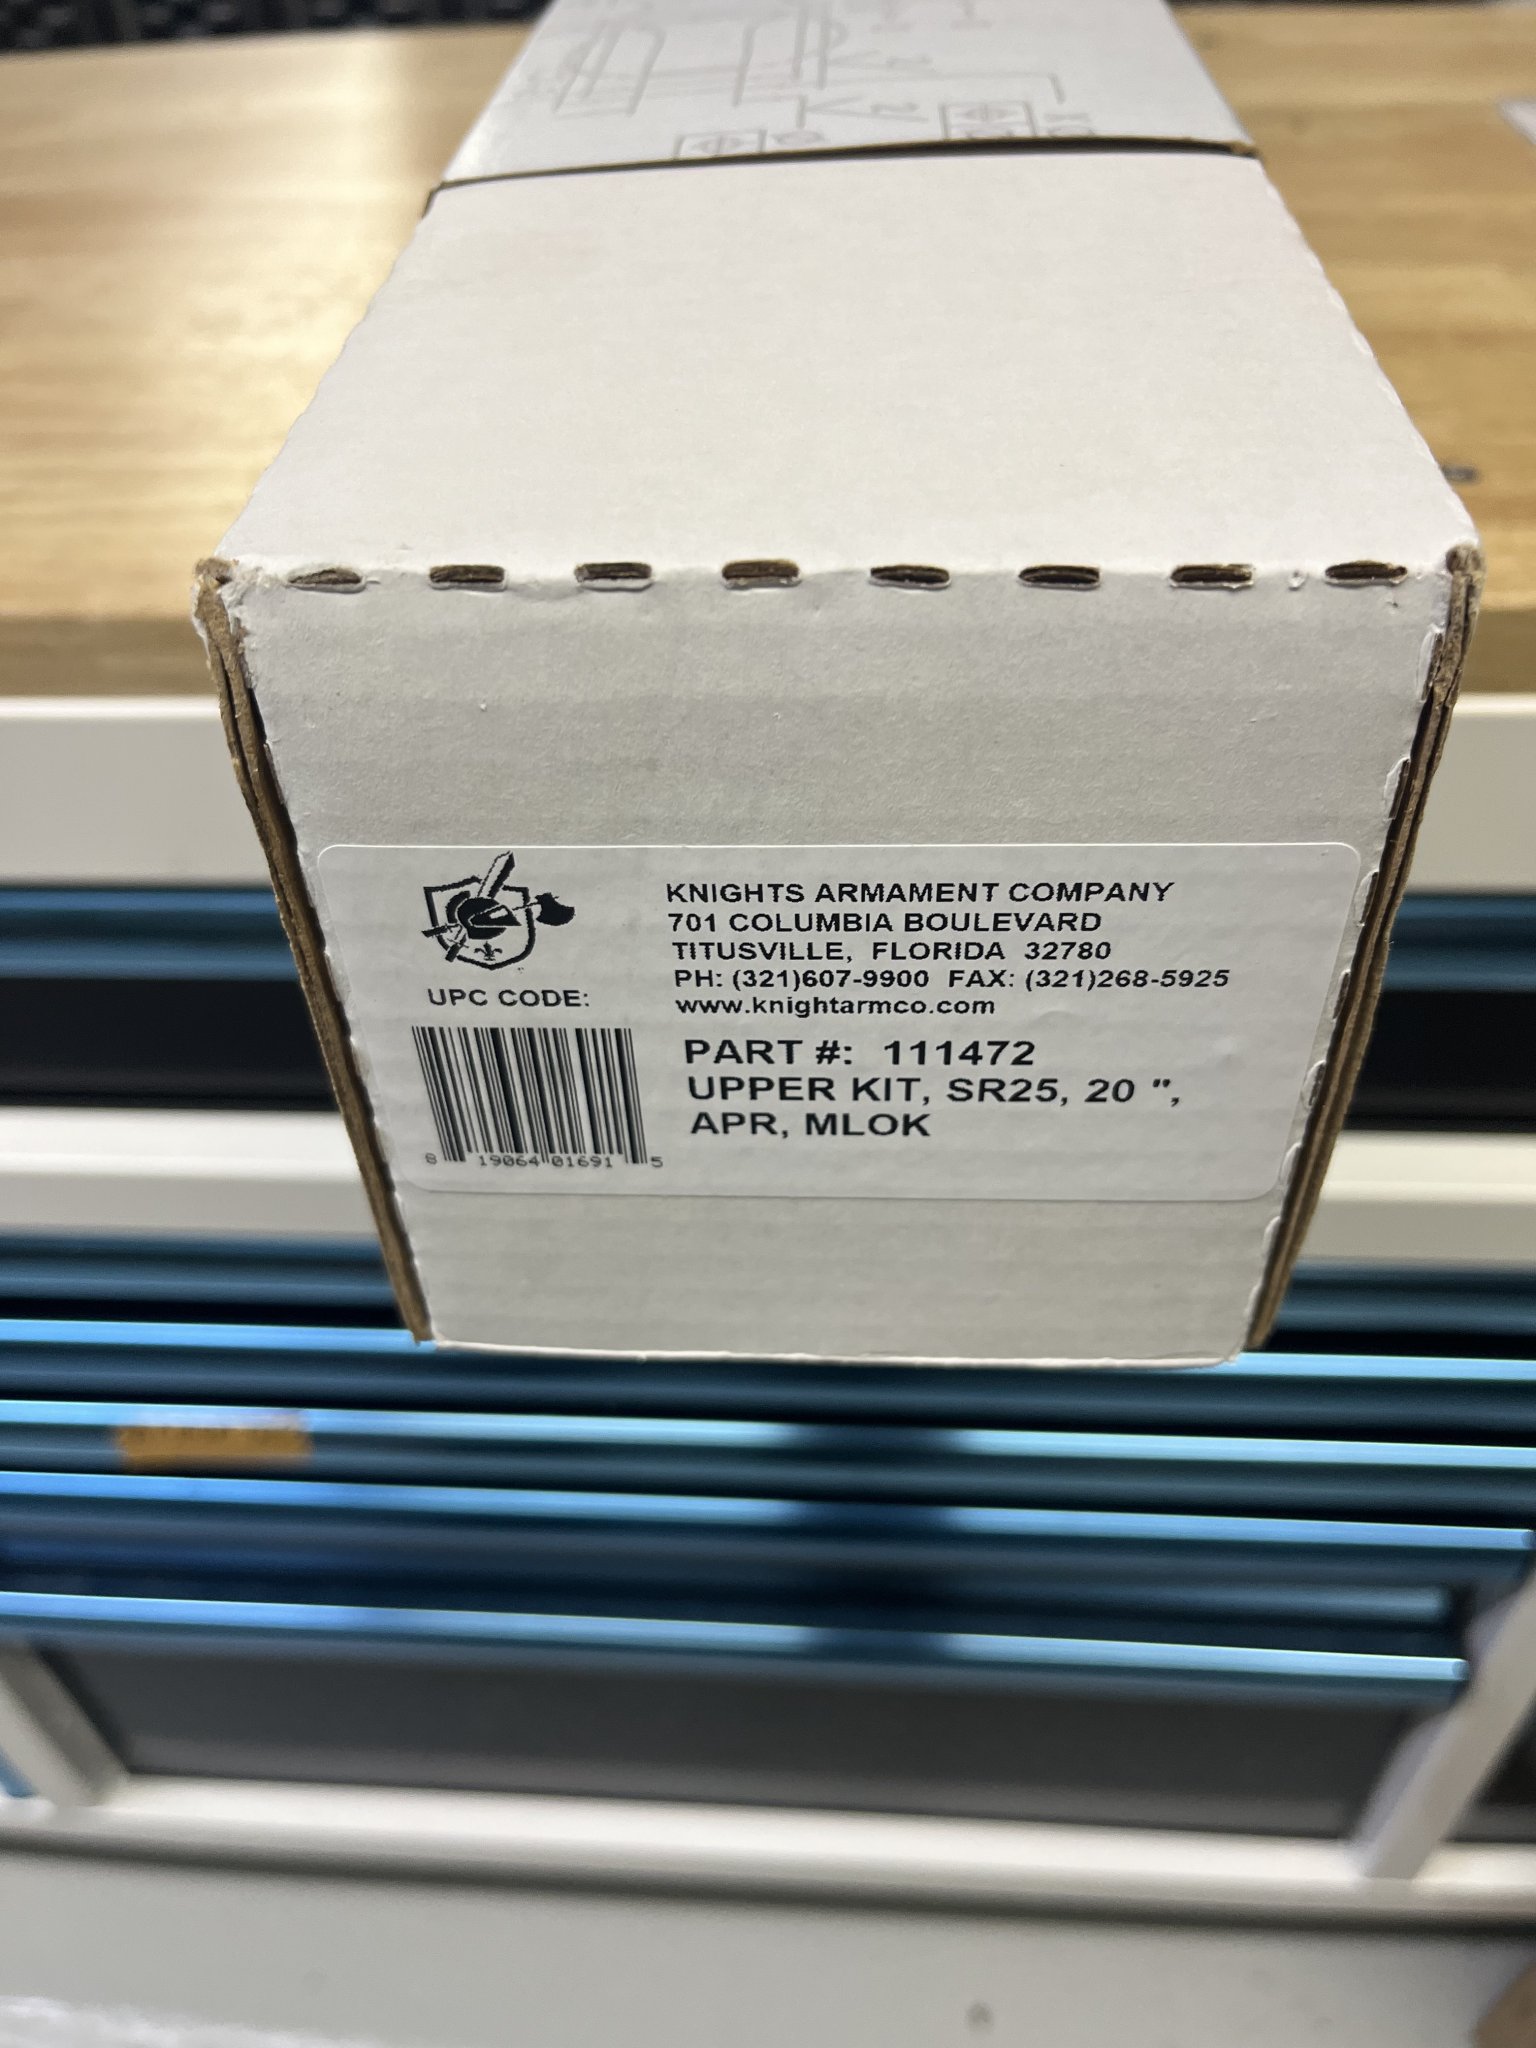 KNIGHTS ARMAMENT COMPANY
701 COLUMBIA BOULEVARD
TITUSVILLE, FLORIDA 32780
PH: (321)607-9900 FAX: (321)268-5925
www.knightarmco.com
UPC CODE:
8 19064 01691 5
PART #: 111472
UPPER KIT, SR25, 20 ",
APR, MLOK